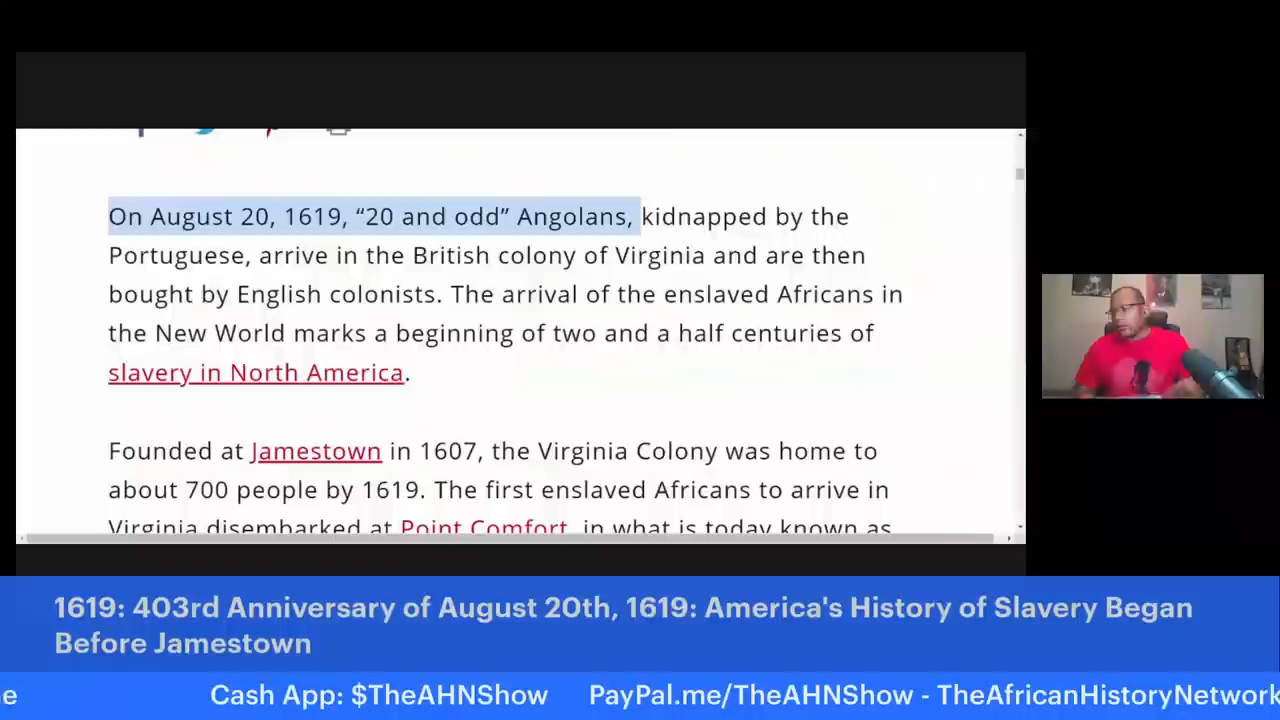 On August 20, 1619, “20 and odd” Angolans, kidnapped by the
Portuguese, arrive in the British colony of Virginia and are then
bought by English colonists. The arrival of the enslaved Africans in
the New World marks a beginning of two and a half centuries of
slavery in North America.
Founded at Jamestown in 1607, the Virginia Colony was home to
about 700 people by 1619. The first enslaved Africans to arrive in
Virginia disembarked at Point Comfort, in what is today known as
1619: 403rd Anniversary of August 20th, 1619: America's History of Slavery Began
Before Jamestown
e Cash App: $TheAHNShow PayPal.me/TheAHNShow - TheAfricanHistoryNetwork